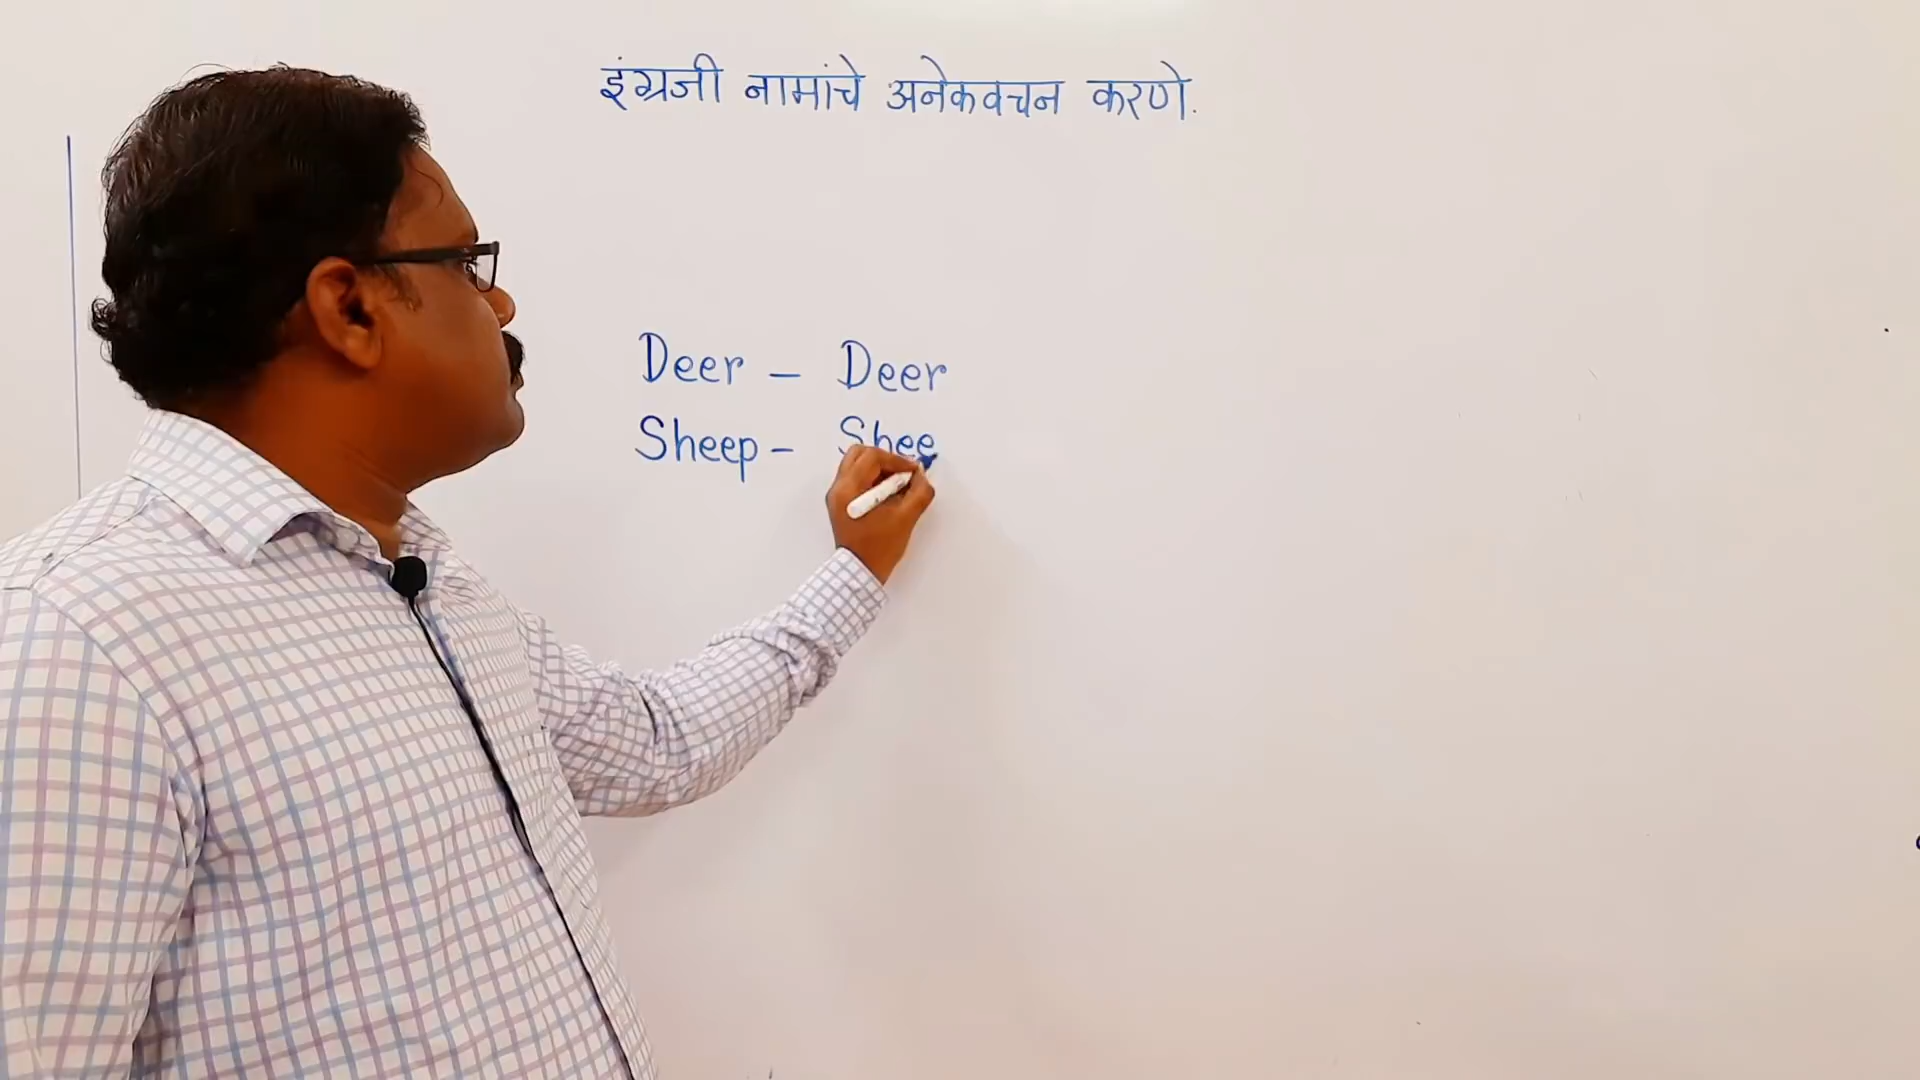 इंग्रजी नामांचे अनेकवचन करणे.
Deer – Deer
Sheep – Shee